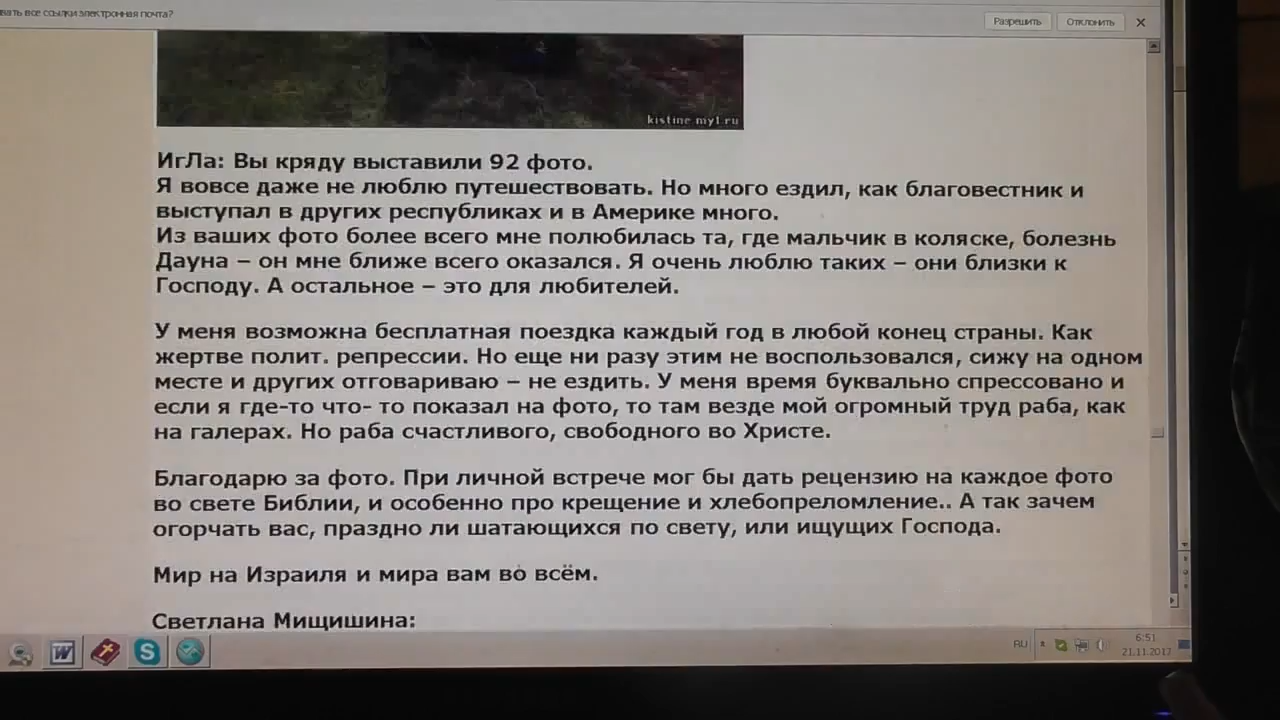 вать все ссылки электронная почта?
Разрешить Отклонить
kistine.my1.ru
ИгЛа: Вы кряду выставили 92 фото.
Я вовсе даже не люблю путешествовать. Но много ездил, как благовестник и
выступал в других республиках и в Америке много.
Из ваших фото более всего мне полюбилась та, где мальчик в коляске, болезнь
Дауна – он мне ближе всего оказался. Я очень люблю таких – они близки к
Господу. А остальное – это для любителей.
У меня возможна бесплатная поездка каждый год в любой конец страны. Как
жертве полит. репрессии. Но еще ни разу этим не воспользовался, сижу на одном
месте и других отговариваю – не ездить. У меня время буквально спрессовано и
если я где-то что- то показал на фото, то там везде мой огромный труд раба, как
на галерах. Но раба счастливого, свободного во Христе.
Благодарю за фото. При личной встрече мог бы дать рецензию на каждое фото
во свете Библии, и особенно про крещение и хлебопреломление.. А так зачем
огорчать вас, праздно ли шатающихся по свету, или ищущих Господа.
Мир на Израиля и мира вам во всём.
Светлана Мищишина:
RU
6:51
21.11.2017